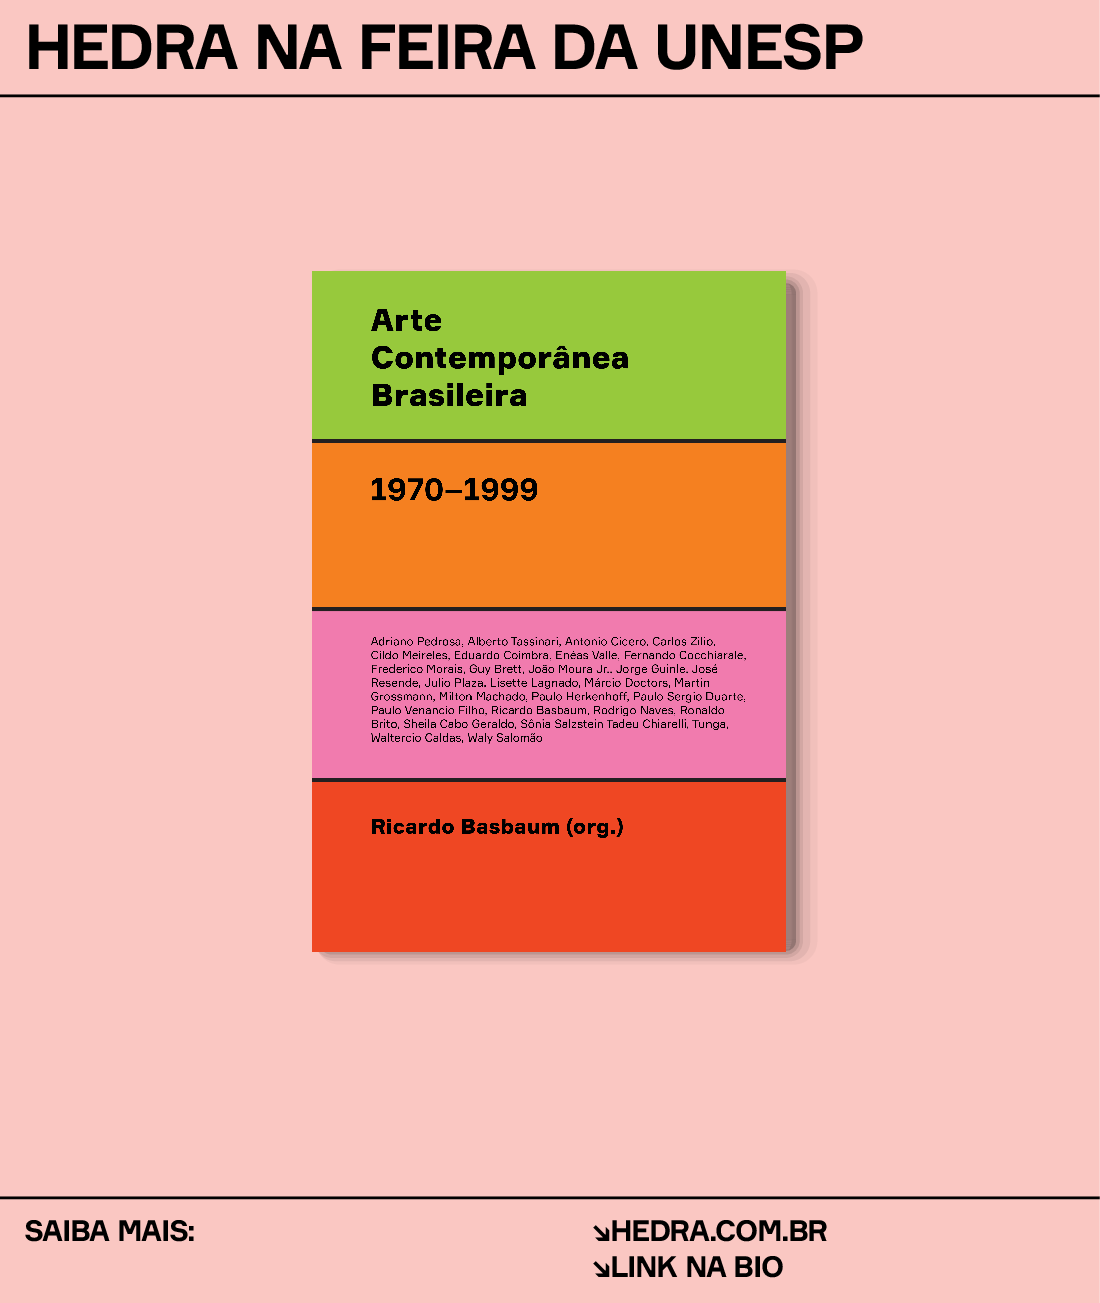 HEDRA NA FEIRA DA UNESP
Arte
Contemporânea
Brasileira
1970–1999
Adriano Pedrosa, Alberto Tassinari, Antonio Cicero, Carlos Zilio,
Cildo Meireles, Eduardo Coimbra, Enéas Valle, Fernando Cocchiarale,
Frederico Morais, Guy Brett, João Moura Jr., Jorge Guinle, José
Resende, Julio Plaza, Lisette Lagnado, Márcio Doctors, Martin
Grossmann, Milton Machado, Paulo Herkenhoff, Paulo Sergio Duarte,
Paulo Venancio Filho, Ricardo Basbaum, Rodrigo Naves, Ronaldo
Brito, Sheila Cabo Geraldo, Sônia Salzstein Tadeu Chiarelli, Tunga,
Waltercio Caldas, Waly Salomão
Ricardo Basbaum (org.)
SAIBA MAIS:
↘HEDRA.COM.BR
↘LINK NA BIO